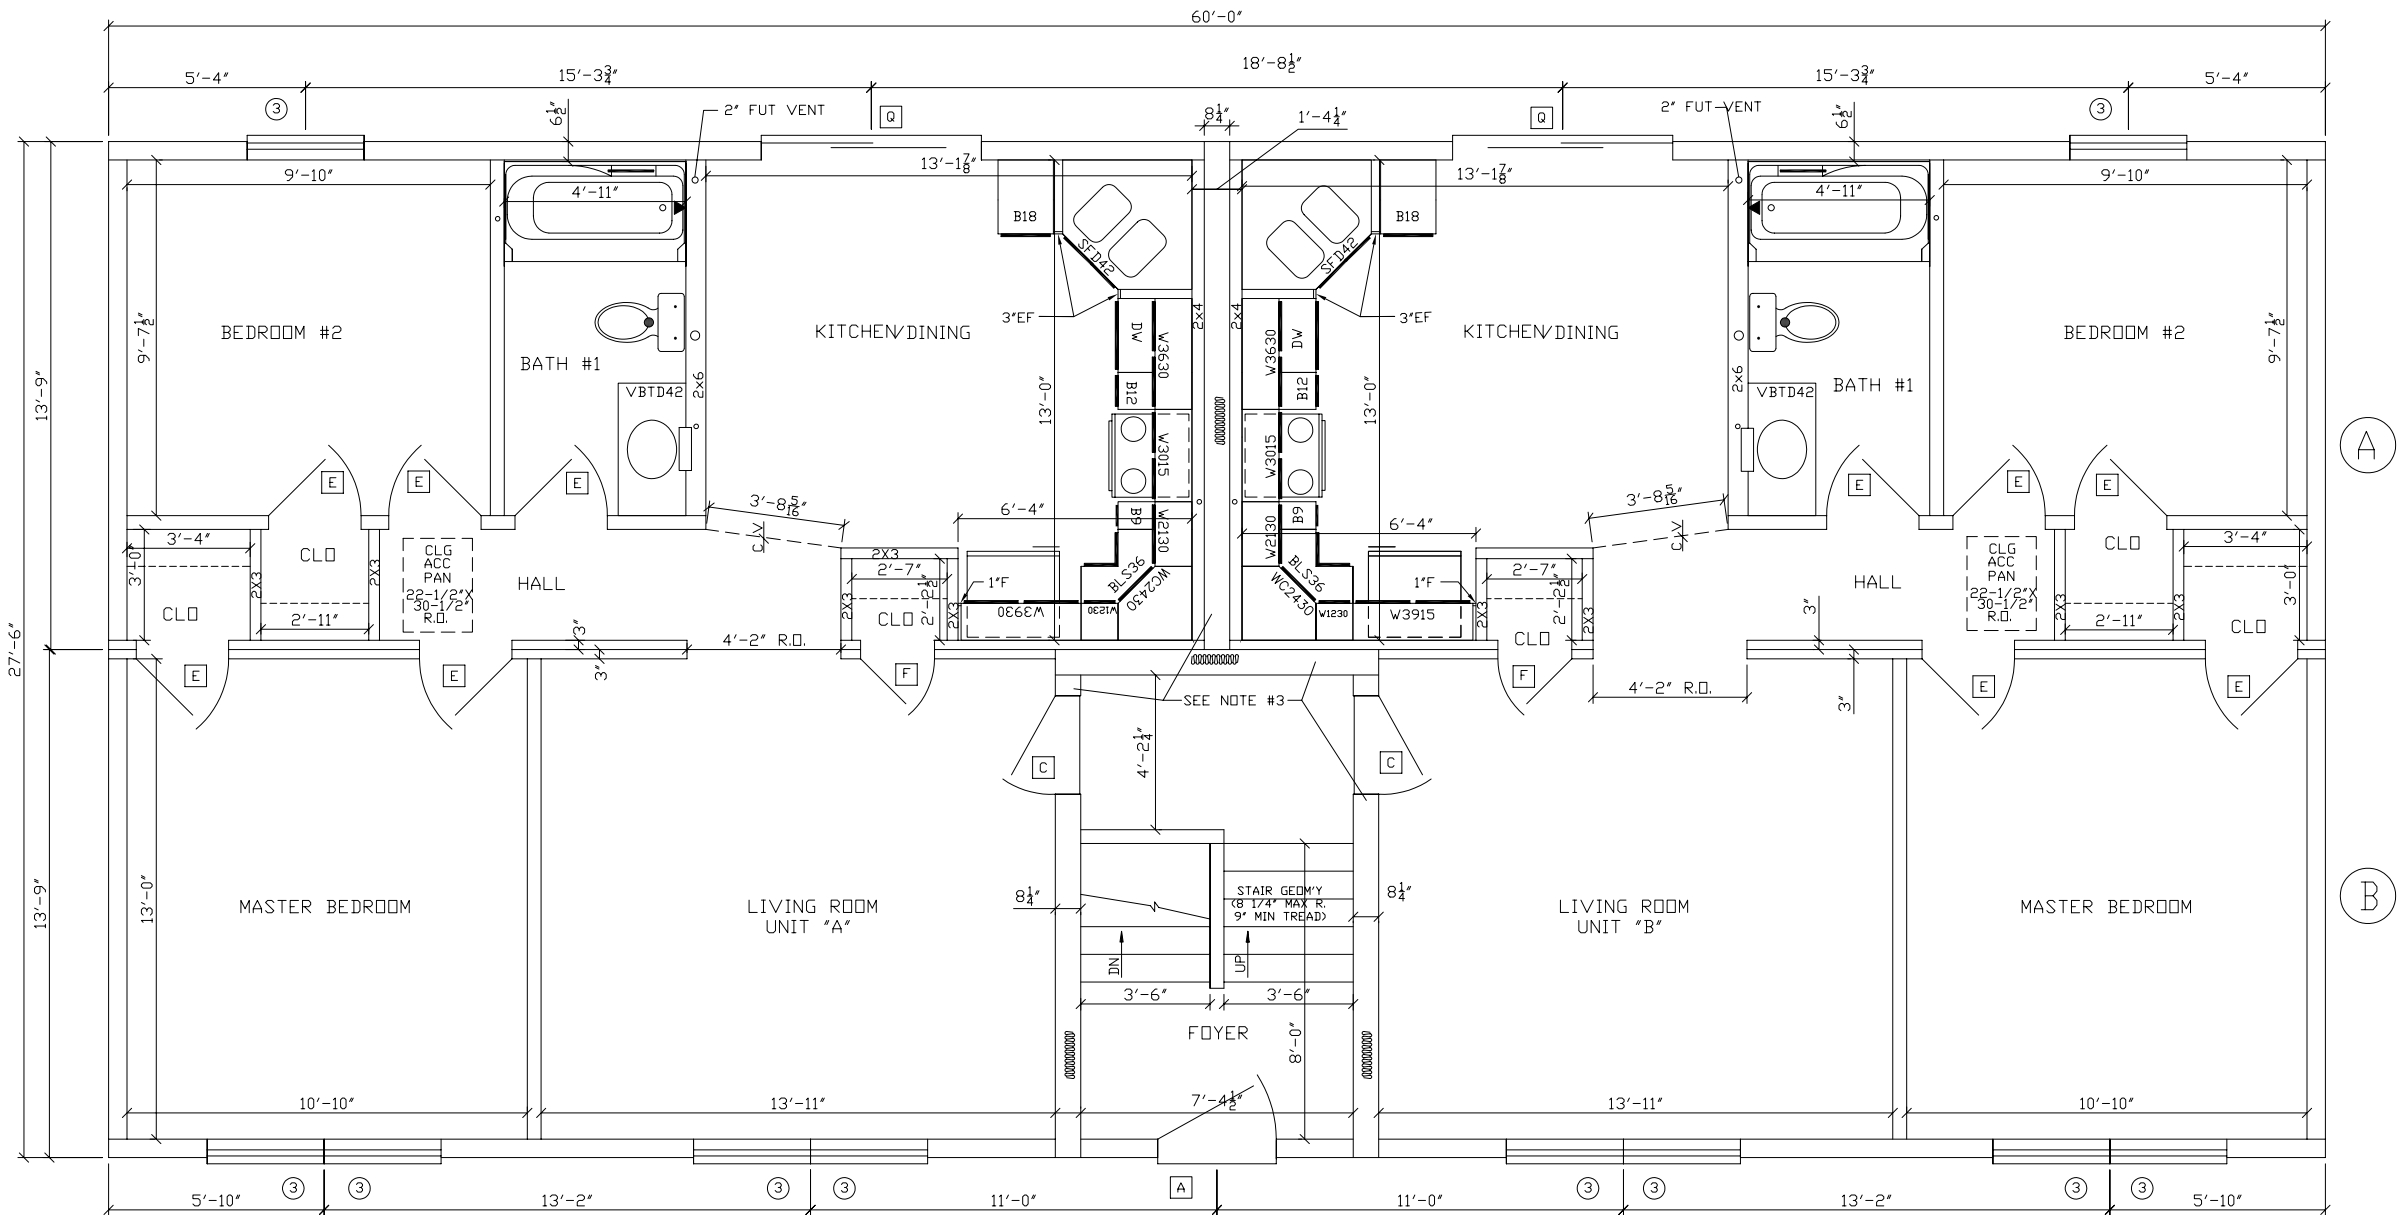 60'-0"
5'-4"
15'-3 3/4"
18'-8 1/2"
15'-3 3/4"
5'-4"
3
6 1/2"
2" FUT VENT
Q
8 1/4"
1'-4 1/4"
Q
2" FUT VENT
6 1/2"
3
9'-10"
4'-11"
13'-1 7/8"
13'-1 7/8"
4'-11"
9'-10"
B18
B18
SFD42
SFD42
3"EF
3"EF
2x4
2x4
9'-7 1/2"
BEDROOM #2
BATH #1
KITCHEN/DINING
DW
W3630
W3630
DW
KITCHEN/DINING
BATH #1
BEDROOM #2
9'-7 1/2"
VBTD42
2x6
13'-0"
B12
B12
13'-0"
2x6
VBTD42
13'-9"
27'-6"
W3015
W3015
A
E
E
E
E
E
E
3'-8 5/16"
6'-4"
B9
W2130
W2130
B9
6'-4"
3'-8 5/16"
C.V.
C.V.
3'-4"
3'-0"
CLO
CLO
2X3
2X3
2'-11"
CLG
ACC
PAN
22-1/2"X
30-1/2"
R.O.
HALL
2X3
2'-7"
2'-2 1/2"
2X3
2X3
CLO
1"F
W3930
W1230
BLS36
WC2430
WC2430
BLS36
W1230
W3915
1"F
2X3
2'-7"
2'-2 1/2"
2X3
CLO
HALL
CLG
ACC
PAN
22-1/2"X
30-1/2"
R.O.
2X3
2X3
CLO
2'-11"
3'-4"
3'-0"
CLO
3"
3"
4'-2" R.O.
3"
3"
4'-2" R.O.
E
E
F
F
E
E
SEE NOTE #3
4'-2 1/4"
C
C
13'-9"
13'-0"
MASTER BEDROOM
LIVING ROOM
UNIT "A"
8 1/4"
STAIR GEOM'Y
(8 1/4" MAX R.
9" MIN TREAD)
8 1/4"
LIVING ROOM
UNIT "B"
MASTER BEDROOM
B
DN
UP
3'-6"
3'-6"
FOYER
8'-0"
10'-10"
13'-11"
7'-4 1/2"
13'-11"
10'-10"
3
3
3
3
A
3
3
3
3
5'-10"
13'-2"
11'-0"
11'-0"
13'-2"
5'-10"